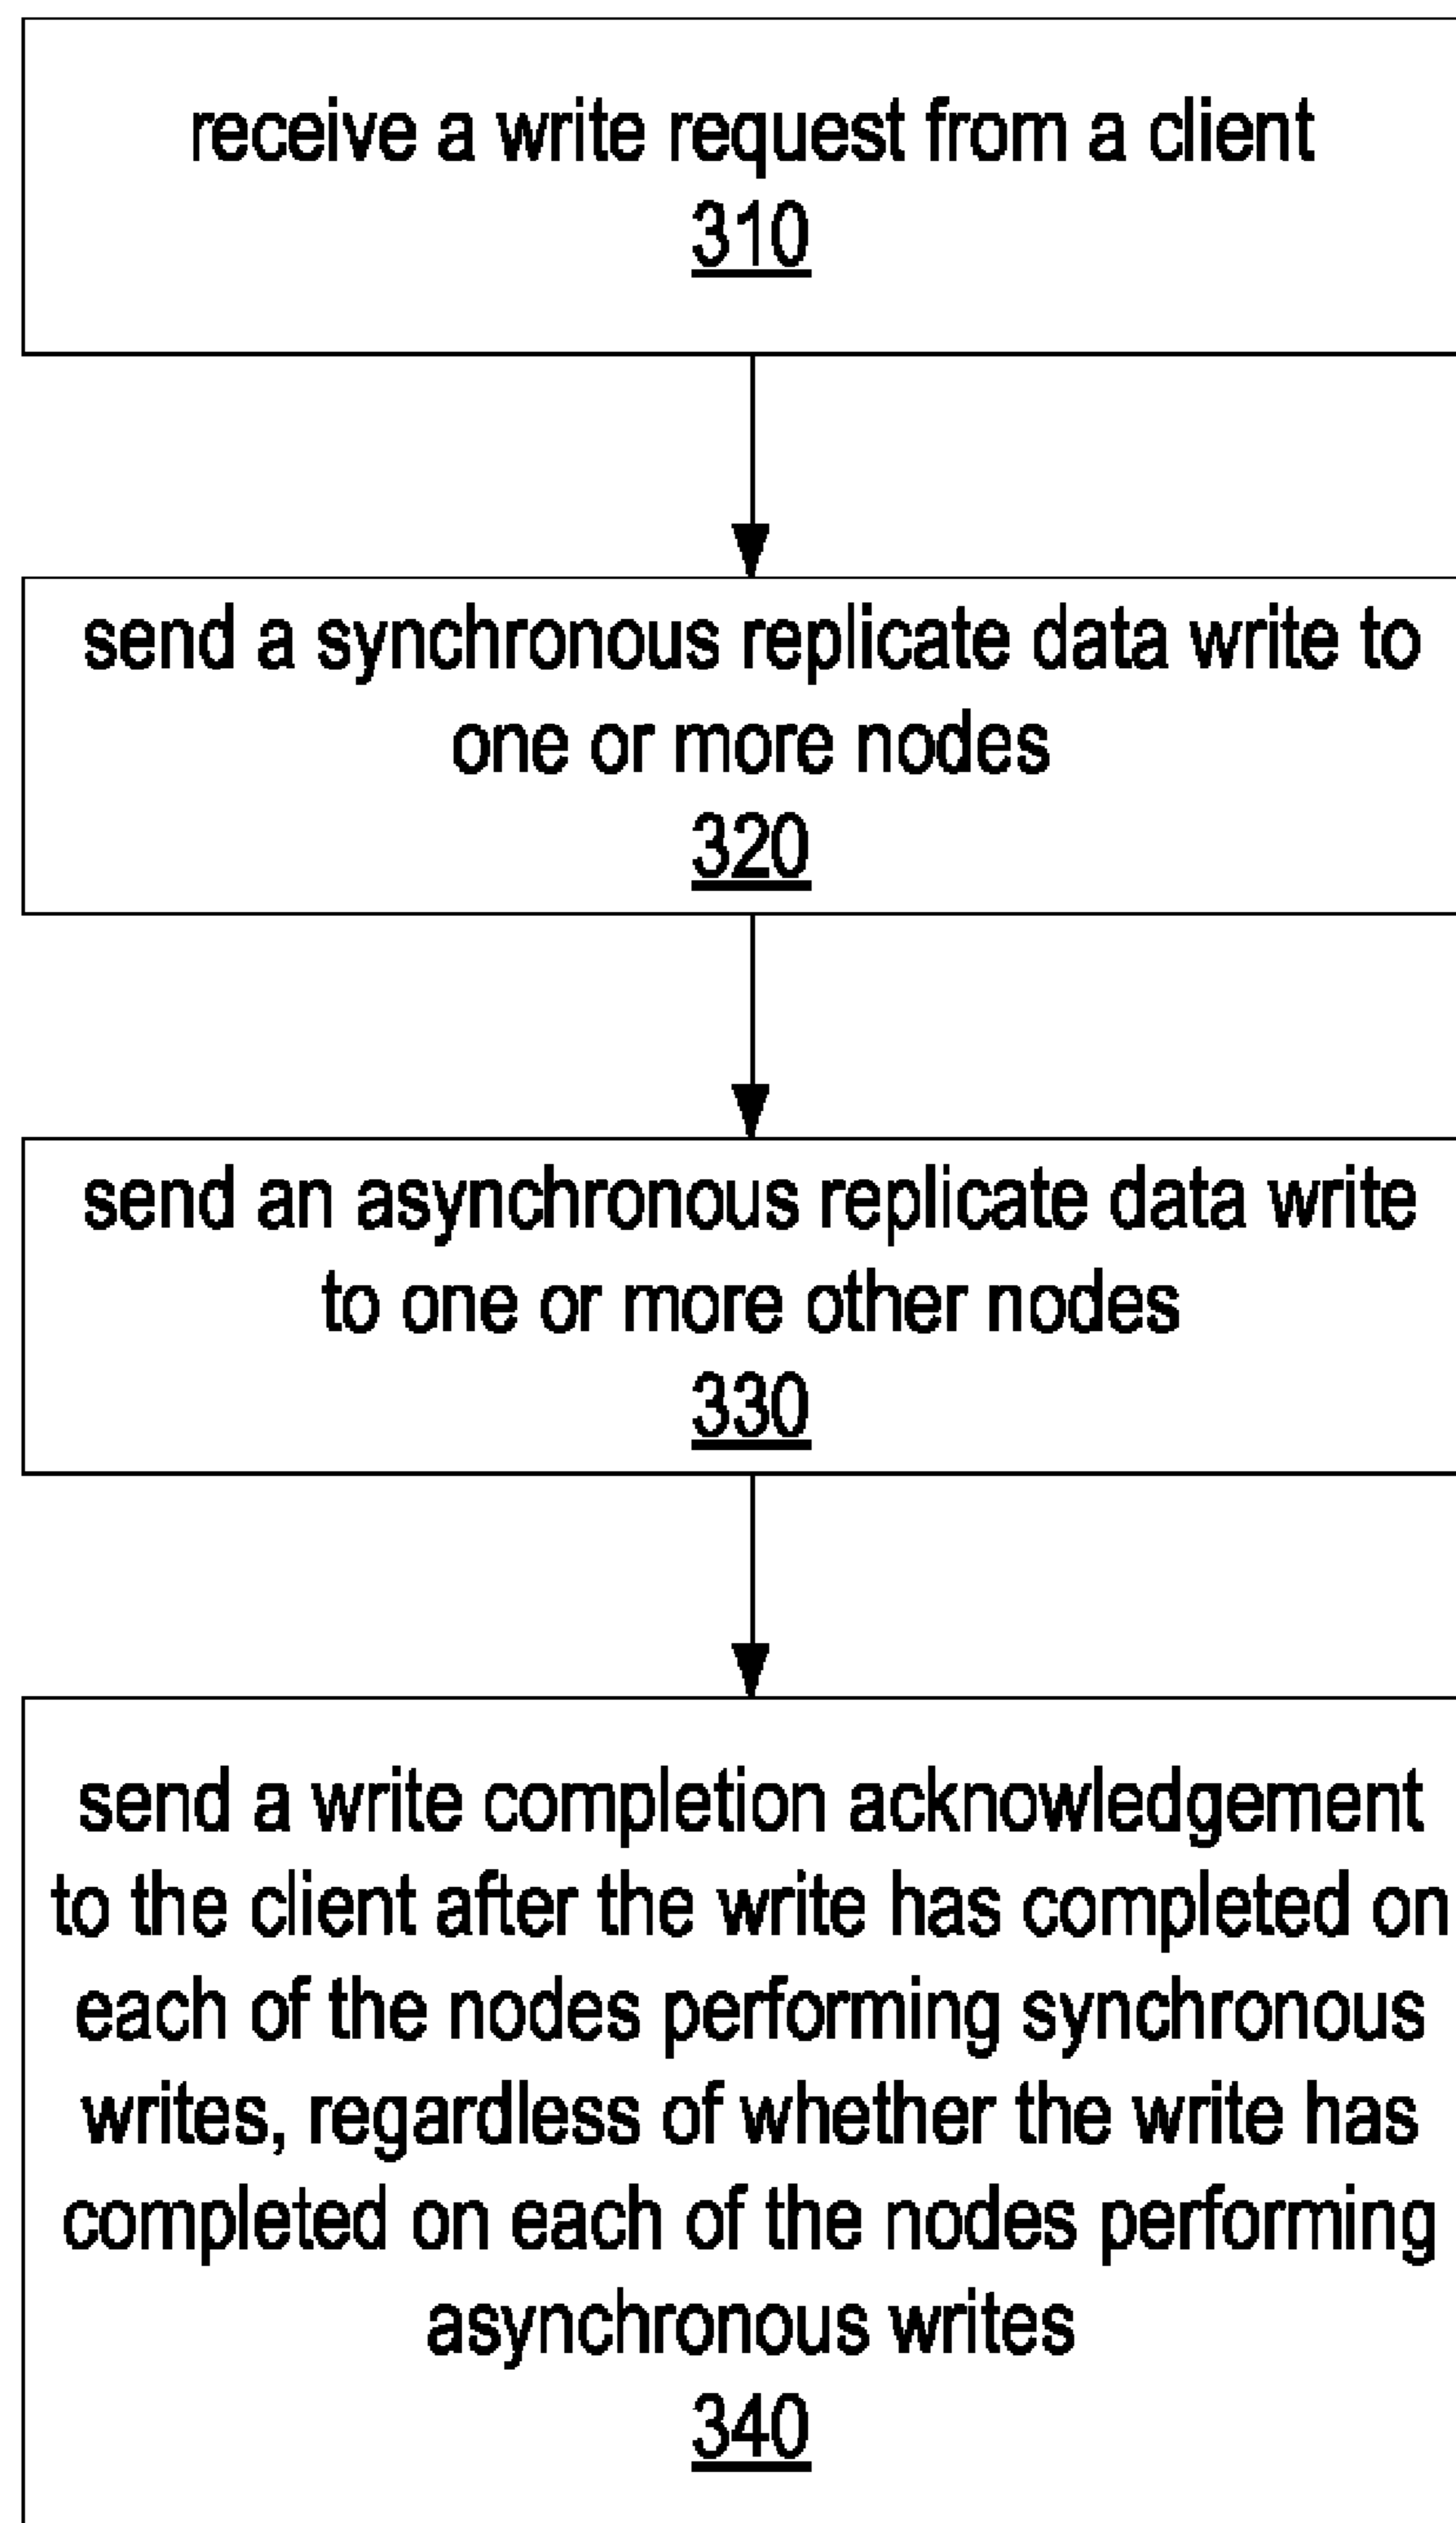 receive a write request from a client
310
send a synchronous replicate data write to
one or more nodes
320
send an asynchronous replicate data write
to one or more other nodes
330
send a write completion acknowledgement
to the client after the write has completed on
each of the nodes performing synchronous
writes, regardless of whether the write has
completed on each of the nodes performing
asynchronous writes
340